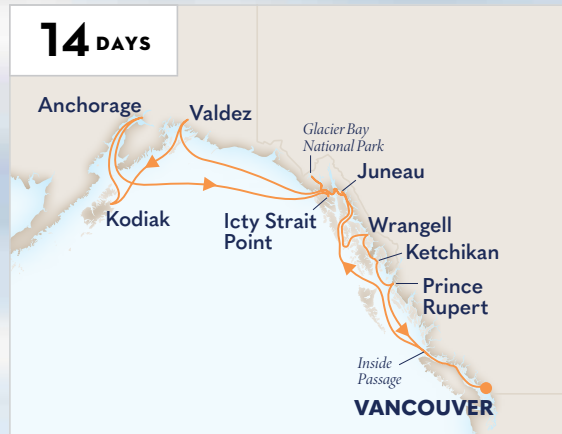 14 DAYS
Anchorage
Valdez
Glacier Bay
National Park
Juneau
Kodiak
Icty Strait
Point
Wrangell
Ketchikan
Prince
Rupert
Inside
Passage
VANCOUVER